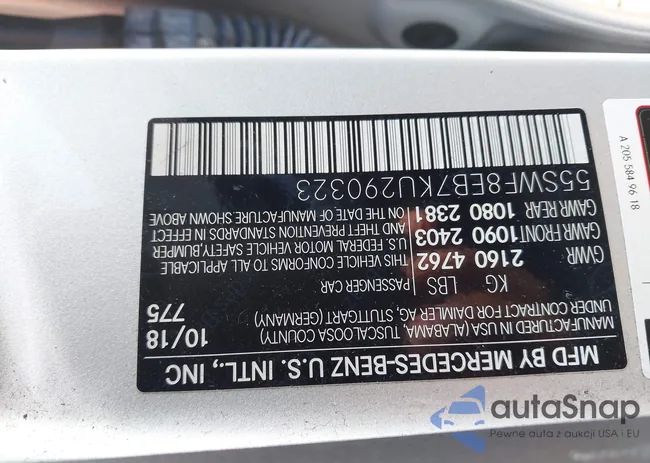 MFD BY MERCEDES-BENZ U.S. INTL., INC
MANUFACTURED IN USA (ALABAMA, TUSCALOOSA COUNTY)
UNDER CONTRACT FOR DAIMLER AG, STUTTGART (GERMANY)
10/18
775
KG LBS PASSENGER CAR
GVWR 2160 4762
GAWR FRONT 1090 2403
GAWR REAR 1080 2381
THIS VEHICLE CONFORMS TO ALL APPLICABLE
U.S. FEDERAL MOTOR VEHICLE SAFETY,BUMPER
AND THEFT PREVENTION STANDARDS IN EFFECT
ON THE DATE OF MANUFACTURE SHOWN ABOVE
55SWF8EB7KU290323
A 205 584 96 18
autaSnap
Pewne auta z aukcji USA i EU